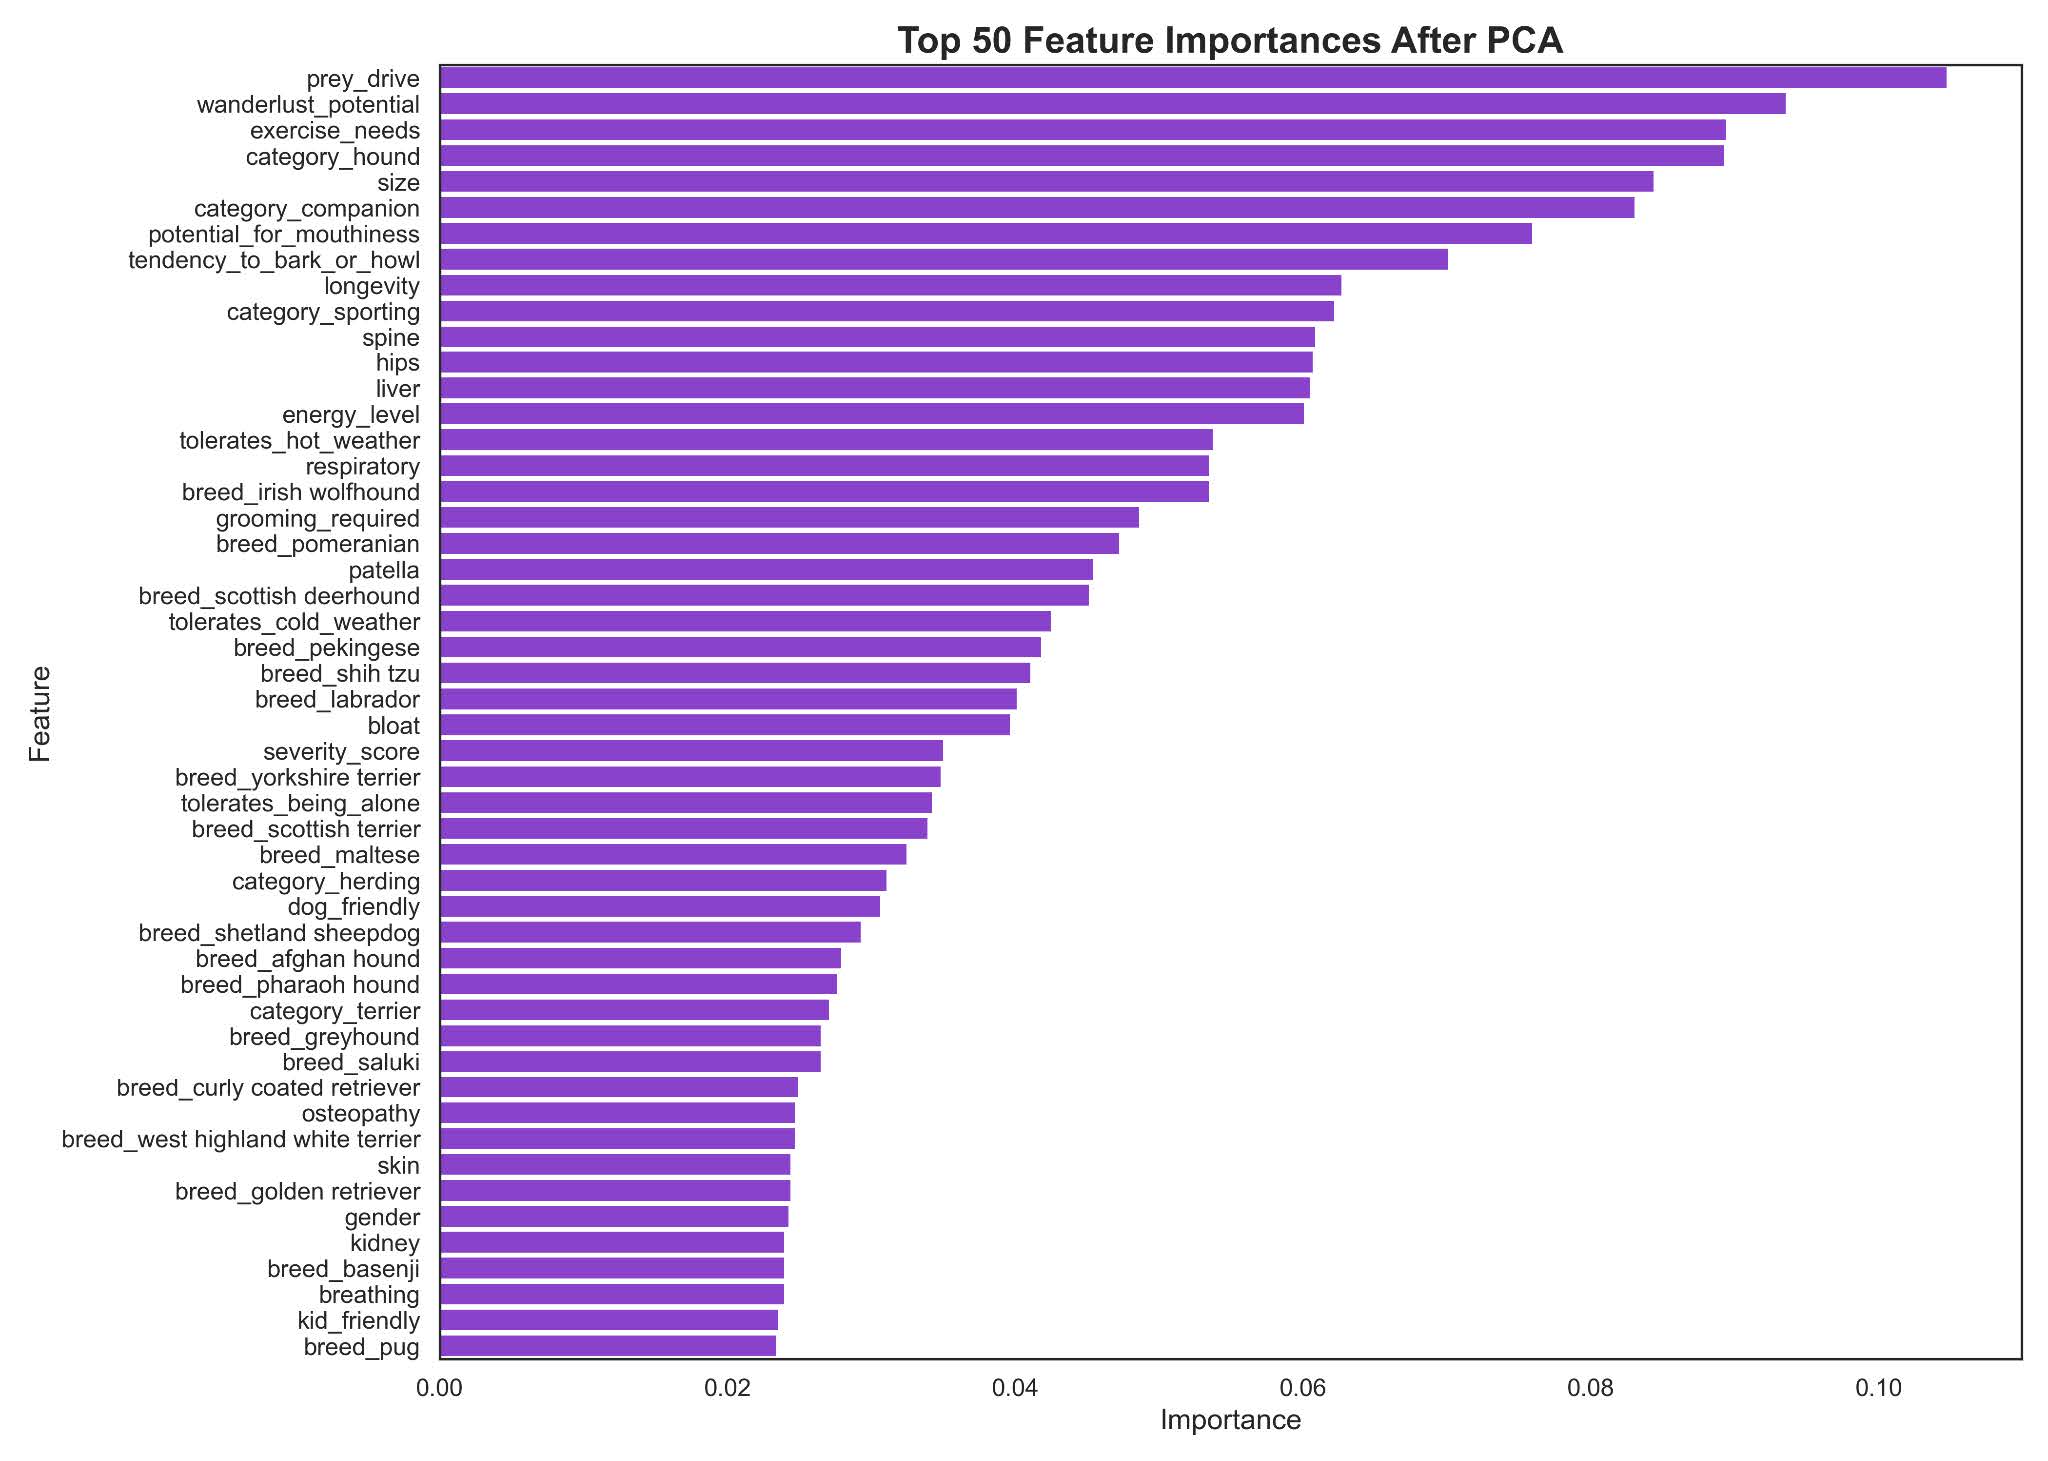 Top 50 Feature Importances After PCA
prey_drive
wanderlust_potential
exercise_needs
category_hound
size
category_companion
potential_for_mouthiness
tendency_to_bark_or_howl
longevity
category_sporting
spine
hips
liver
energy_level
tolerates_hot_weather
respiratory
breed_irish wolfhound
grooming_required
breed_pomeranian
patella
breed_scottish deerhound
tolerates_cold_weather
breed_pekingese
breed_shih tzu
breed_labrador
bloat
severity_score
breed_yorkshire terrier
tolerates_being_alone
breed_scottish terrier
breed_maltese
category_herding
dog_friendly
breed_shetland sheepdog
breed_afghan hound
breed_pharaoh hound
category_terrier
breed_greyhound
breed_saluki
breed_curly coated retriever
osteopathy
breed_west highland white terrier
skin
breed_golden retriever
gender
kidney
breed_basenji
breathing
kid_friendly
breed_pug
Feature
0.00 0.02 0.04 0.06 0.08 0.10
Importance